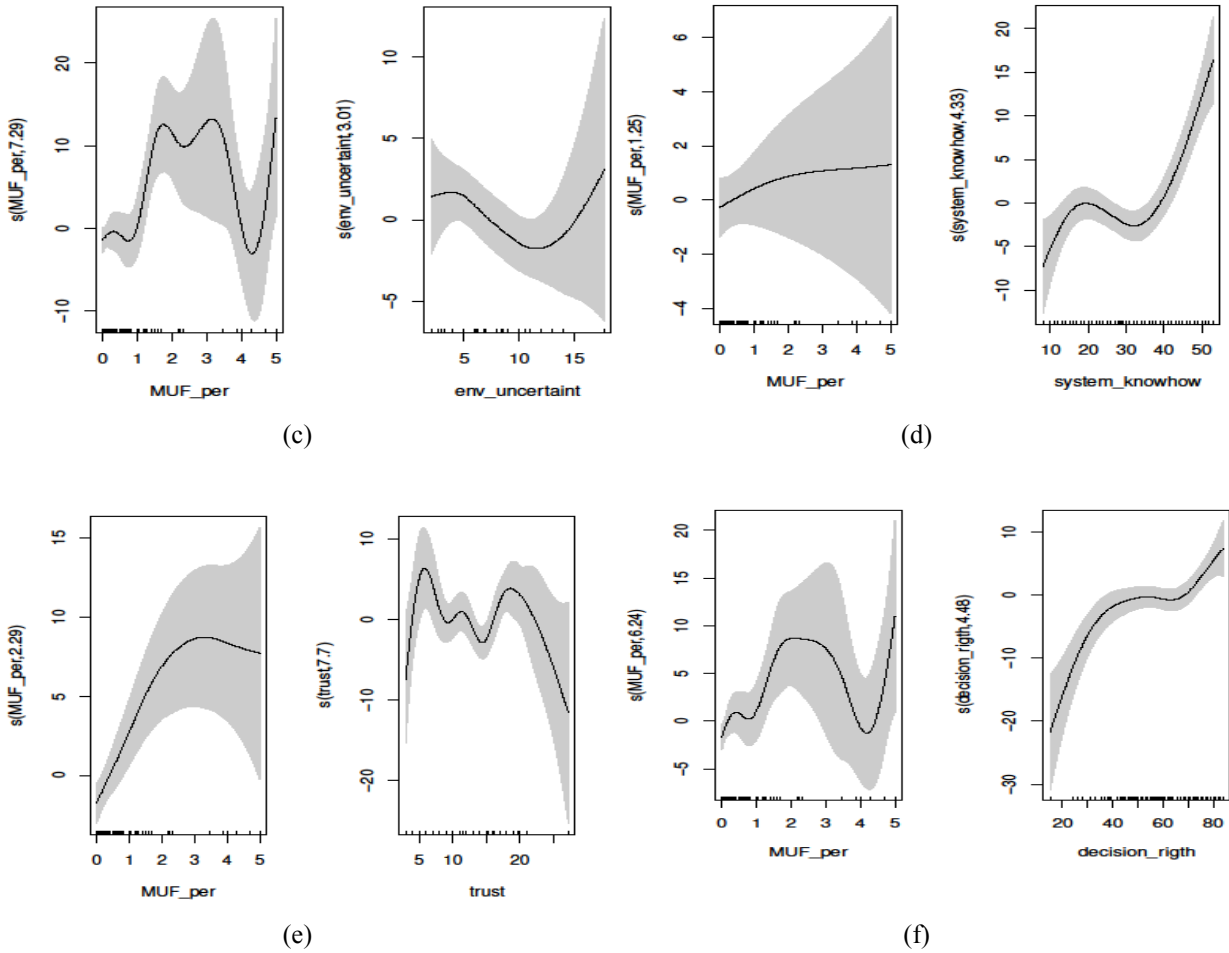 s(MUF_per,7.29)
20
10
0
-10
0 1 2 3 4 5
MUF_per
s(env_uncertaint,3.01)
10
5
0
-5
5 10 15
env_uncertaint
(c)
s(MUF_per,1.25)
6
4
2
0
-2
-4
0 1 2 3 4 5
MUF_per
s(system_knowhow,4.33)
20
15
10
5
0
-5
-10
10 20 30 40 50
system_knowhow
(d)
s(MUF_per,2.29)
15
10
5
0
0 1 2 3 4 5
MUF_per
s(trust,7.7)
10
0
-10
-20
5 10 20
trust
(e)
s(MUF_per,6.24)
20
15
10
5
0
-5
0 1 2 3 4 5
MUF_per
s(decision_rigth,4.48)
10
0
-10
-20
-30
20 40 60 80
decision_rigth
(f)